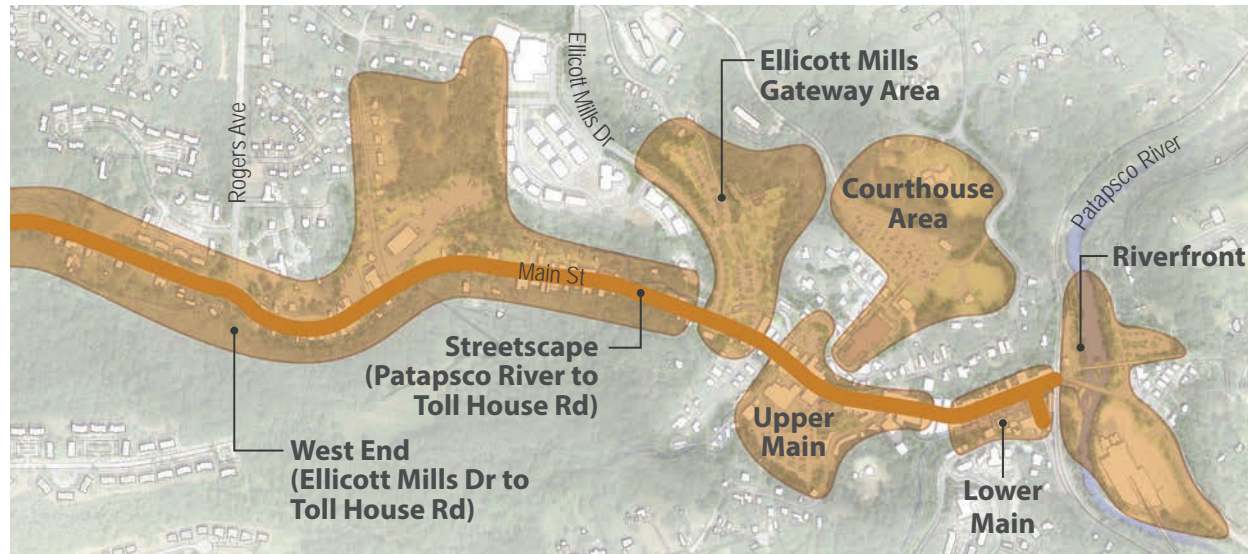 Ellicott Mills Dr
Ellicott Mills
Gateway Area
Rogers Ave
Courthouse
Area
Patapsco River
Riverfront
Main St
Streetscape
(Patapsco River to
Toll House Rd)
Upper
Main
West End
(Ellicott Mills Dr to
Toll House Rd)
Lower
Main